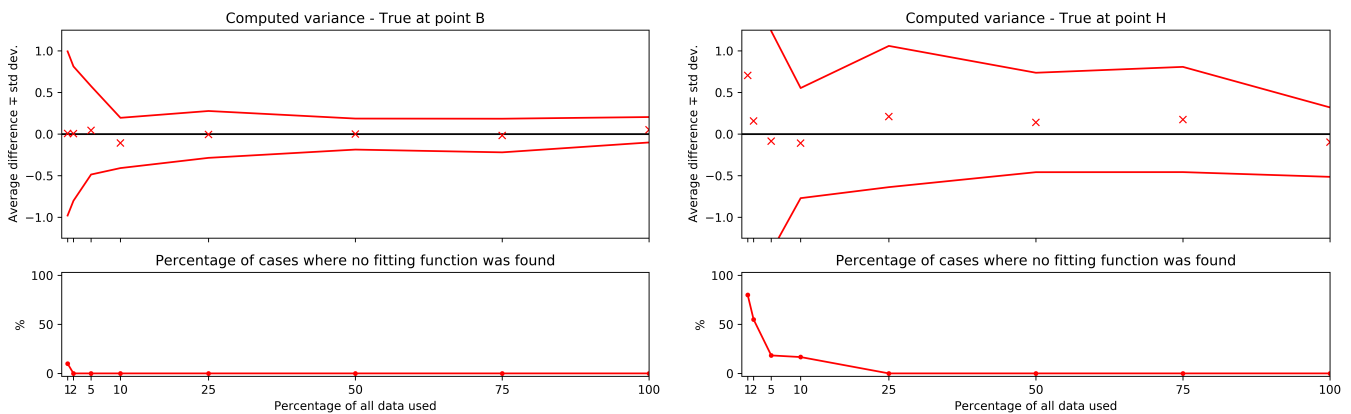 Computed variance - True at point B
Average difference ∓ std dev.
1.0
0.5
0.0
−0.5
−1.0
Percentage of cases where no fitting function was found
%
100
50
0
1 2 5 10 25 50 75 100
Percentage of all data used
Computed variance - True at point H
Average difference ∓ std dev.
1.0
0.5
0.0
−0.5
−1.0
Percentage of cases where no fitting function was found
%
100
50
0
1 2 5 10 25 50 75 100
Percentage of all data used